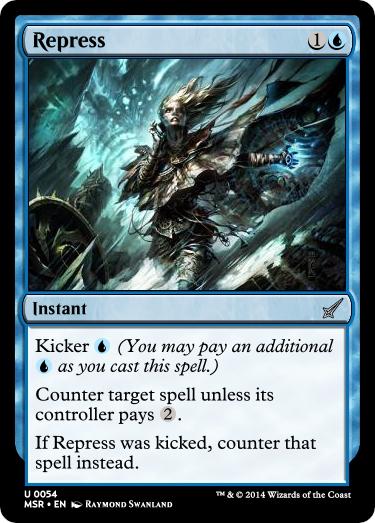 Repress 1
Instant
Kicker (You may pay an additional
as you cast this spell.)
Counter target spell unless its
controller pays 2.
If Repress was kicked, counter that
spell instead.
U 0054
MSR • EN Raymond Swanland
™ & © 2014 Wizards of the Coast